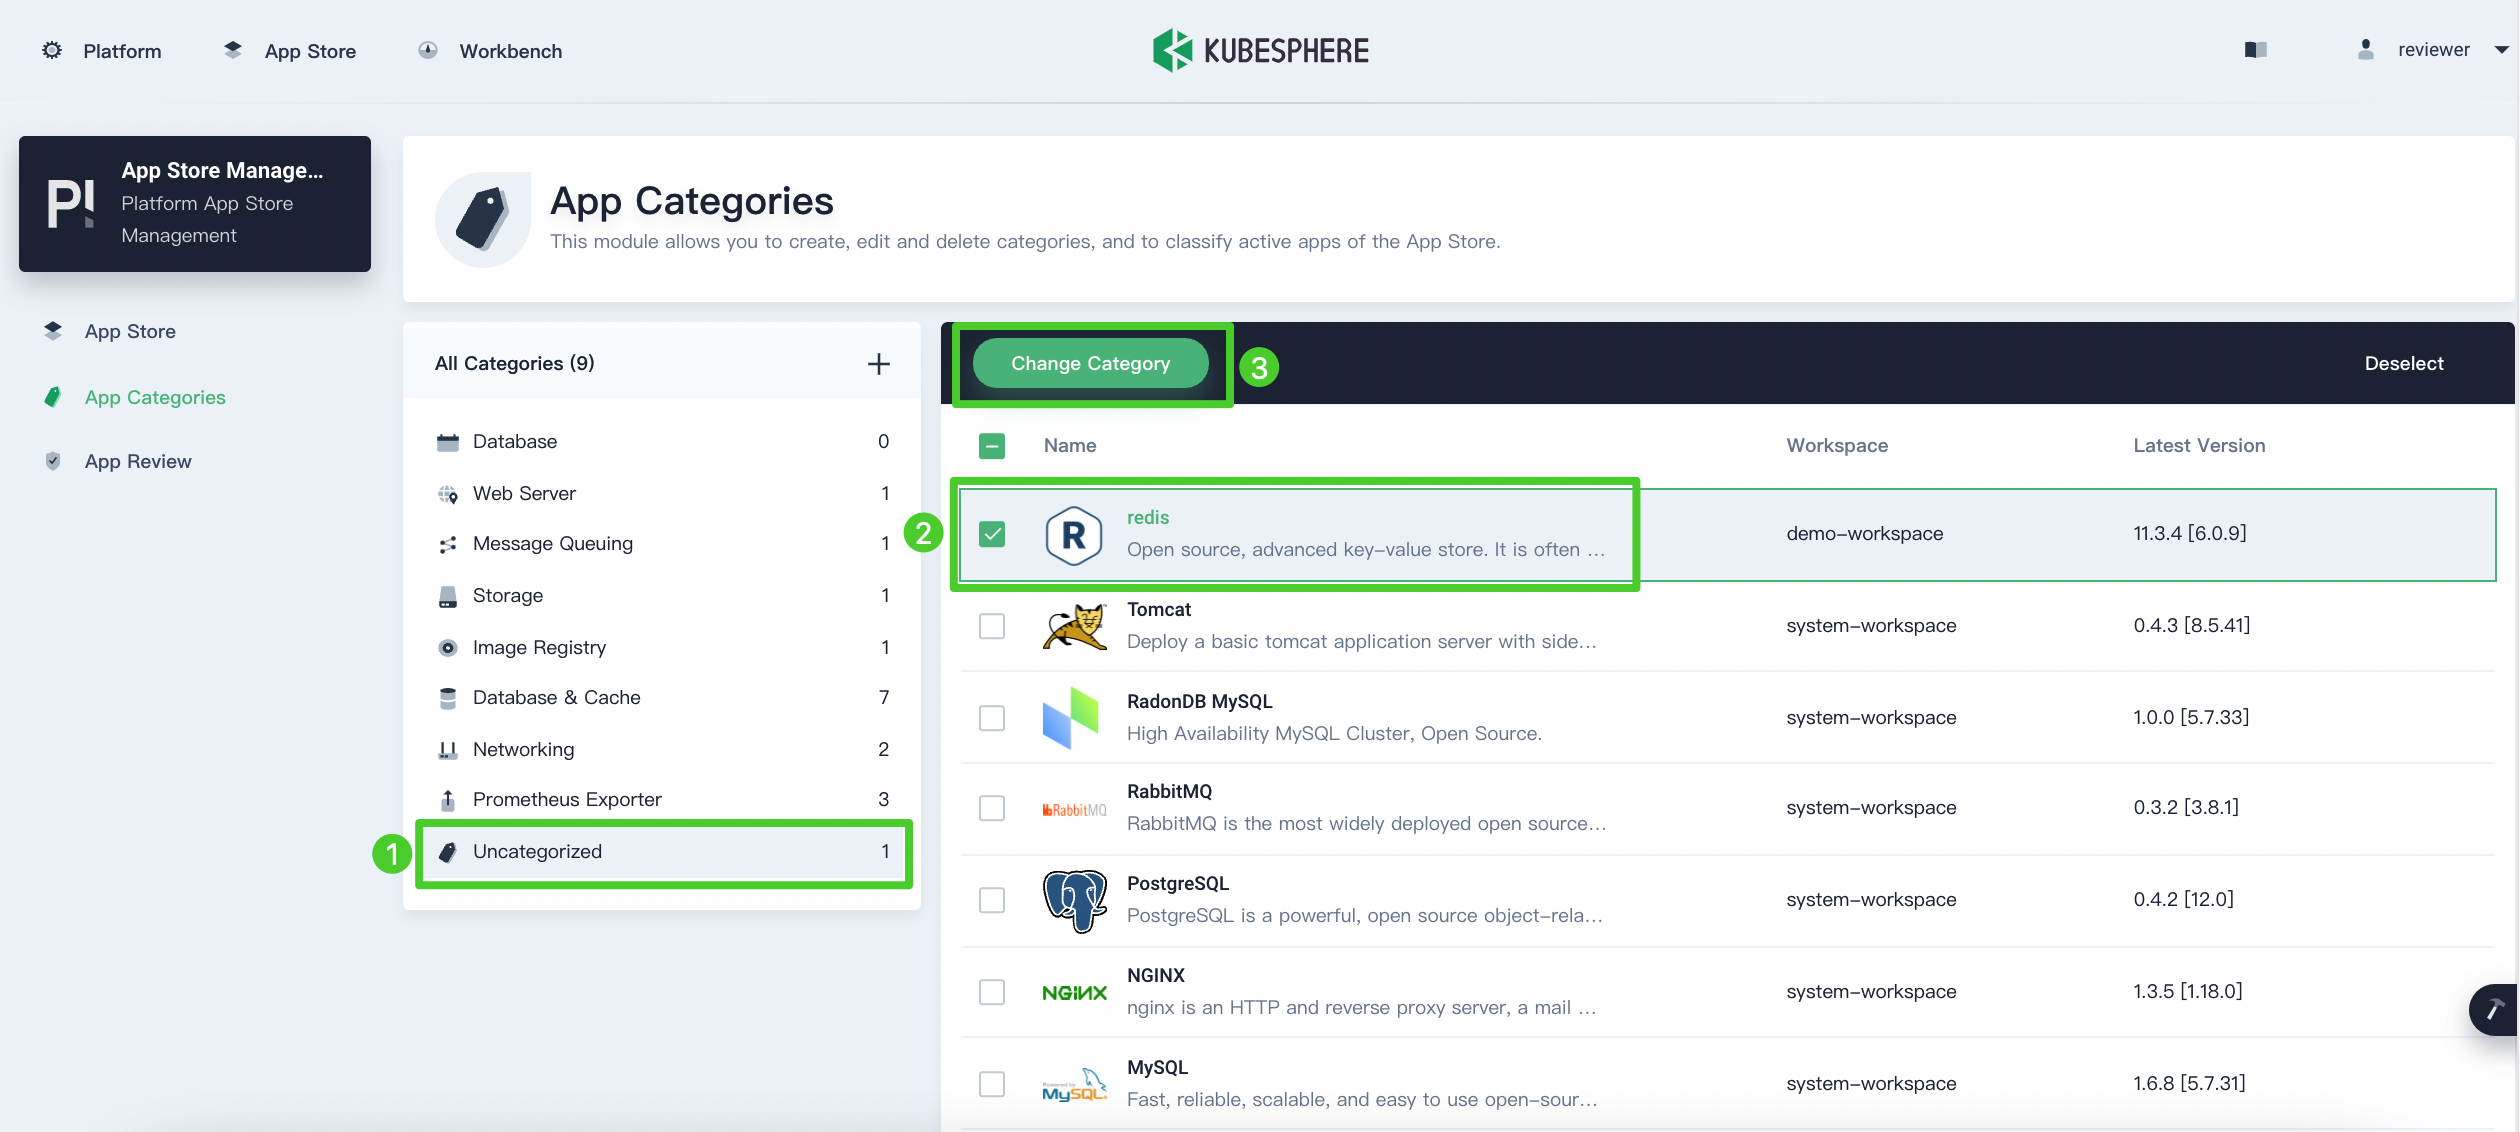 Platform
App Store
Workbench
KUBESPHERE
reviewer
App Store Manage...
Platform App Store
Management
App Store
App Categories
App Review
App Categories
This module allows you to create, edit and delete categories, and to classify active apps of the App Store.
All Categories (9)
Database 0
Web Server 1
Message Queuing 1
Storage 1
Image Registry 1
Database & Cache 7
Networking 2
Prometheus Exporter 3
1 Uncategorized 1
Change Category 3 Deselect
Name Workspace Latest Version
2
R
redis
Open source, advanced key-value store. It is often ...
demo-workspace
11.3.4 [6.0.9]
Tomcat
Deploy a basic tomcat application server with side...
system-workspace
0.4.3 [8.5.41]
RadonDB MySQL
High Availability MySQL Cluster, Open Source.
system-workspace
1.0.0 [5.7.33]
RabbitMQ
RabbitMQ
RabbitMQ is the most widely deployed open source...
system-workspace
0.3.2 [3.8.1]
PostgreSQL
PostgreSQL is a powerful, open source object-rela...
system-workspace
0.4.2 [12.0]
NGINX
NGINX
nginx is an HTTP and reverse proxy server, a mail ...
system-workspace
1.3.5 [1.18.0]
Powered by
MySQL
MySQL
Fast, reliable, scalable, and easy to use open-sour...
system-workspace
1.6.8 [5.7.31]